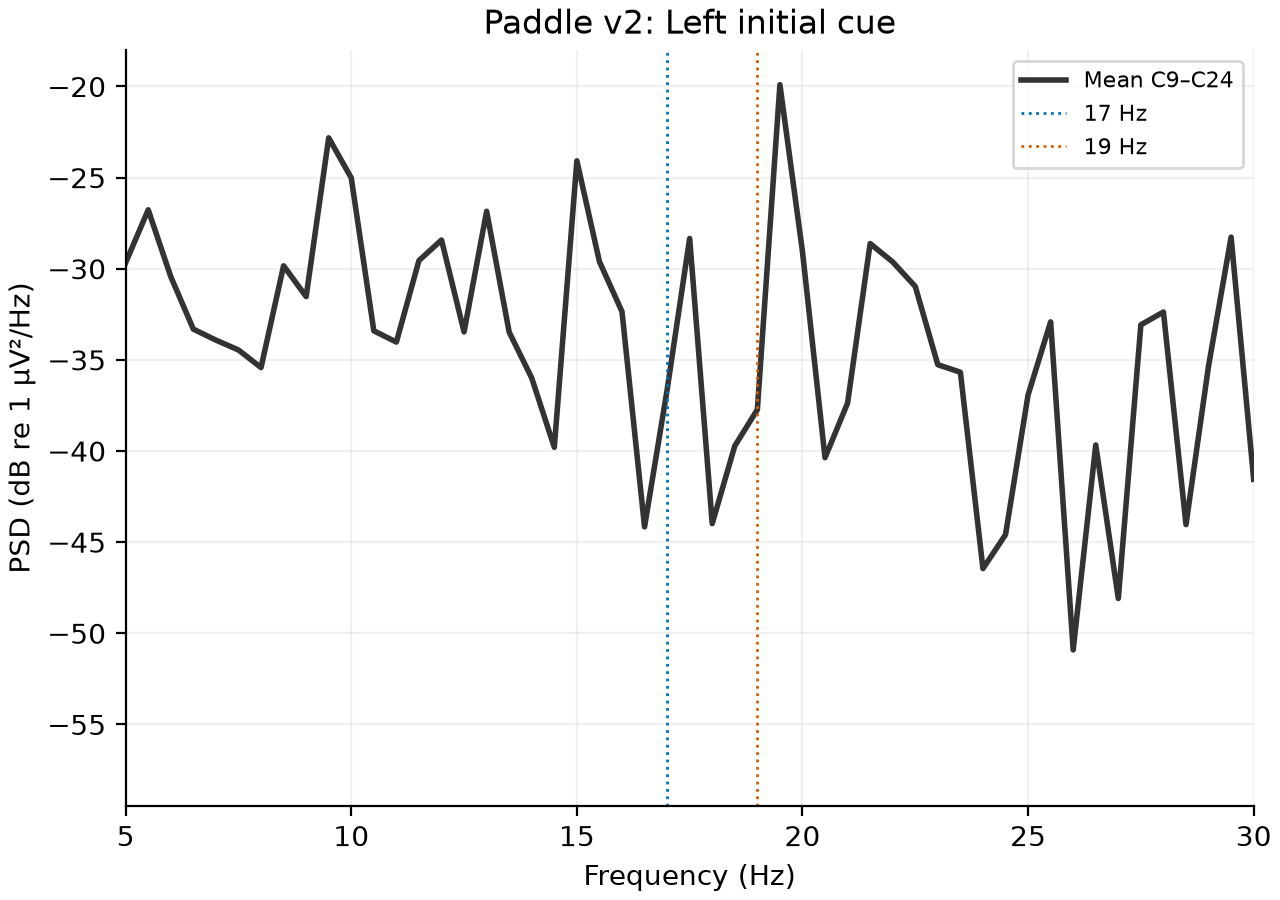 Paddle v2: Left initial cue
Mean C9–C24
17 Hz
19 Hz
PSD (dB re 1 μV²/Hz)
−20
−25
−30
−35
−40
−45
−50
−55
5
10
15
20
25
30
Frequency (Hz)